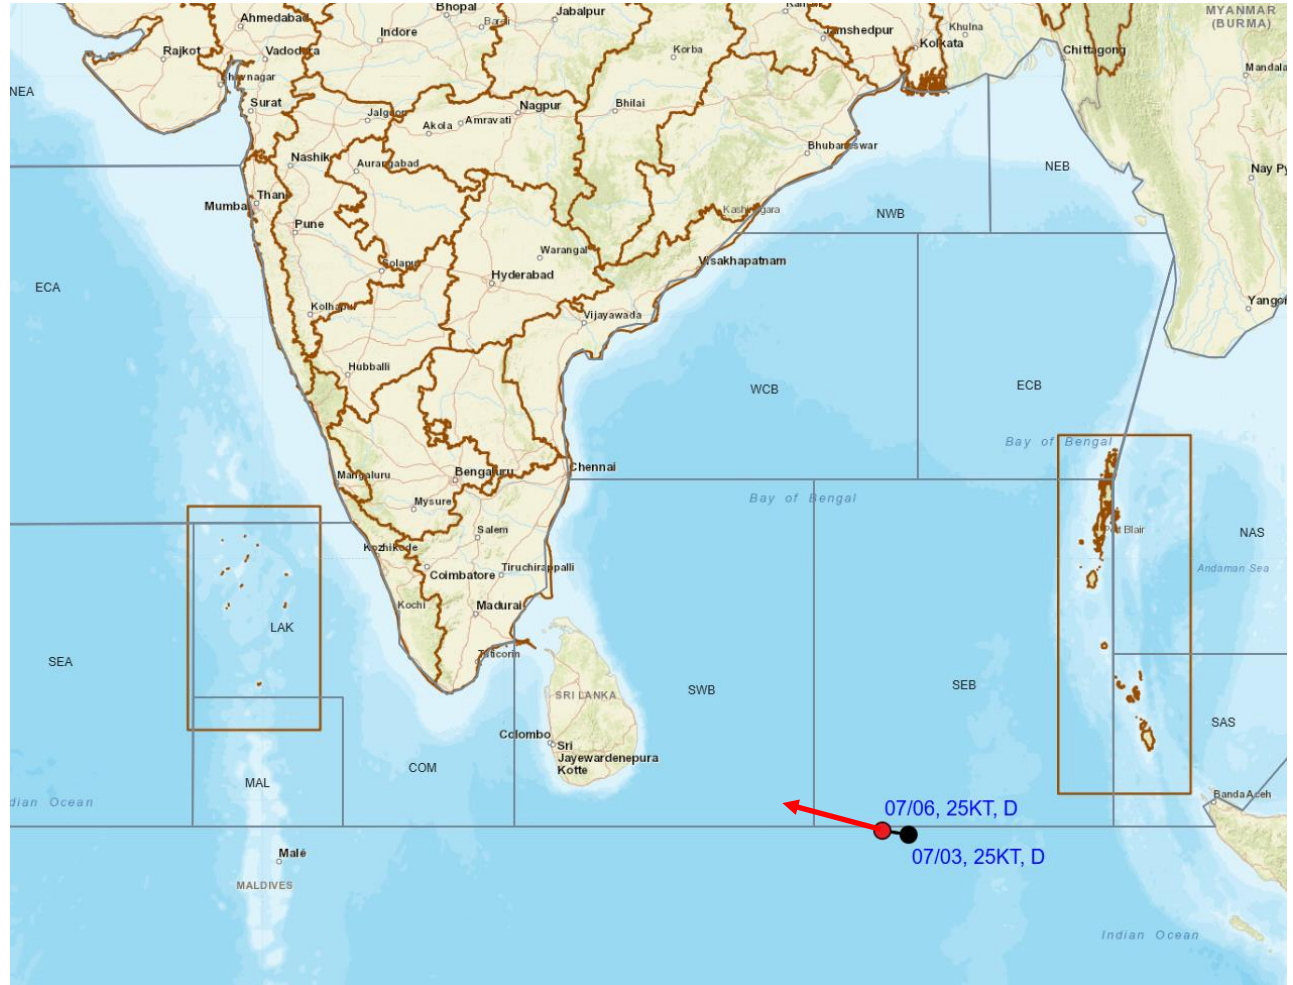 Ahmedabad
Bhopal
Jabalpur
MYANMAR
(BURMA)
Indore
Jamshedpur
Khulna
Kolkata
Rajkot
Vadodara
Korba
Chittagong
NEA
Surat
Jalgaon
Akola
Amravati
Nagpur
Bhilai
Nashik
Aurangabad
Bhubaneswar
NEB
Nay Py
Thane
Mumbai
NWB
Pune
Warangal
Visakhapatnam
Solapur
Hyderabad
ECA
Kolhapur
Vijayawada
Yangon
Hubballi
WCB
ECB
Bay of Bengal
Mangaluru
Bengaluru
Chennai
Mysore
Bay of Bengal
Salem
Port Blair
NAS
Kozhikode
Coimbatore
Tiruchirappalli
Andaman Sea
Kochi
Madurai
LAK
SEA
Tuticorin
SRI LANKA
SWB
SEB
SAS
Colombo
Sri
Jayewardenepura
Kotte
MAL
COM
Banda Aceh
dian Ocean
07/06, 25KT, D
07/03, 25KT, D
Malé
MALDIVES
Indian Ocean